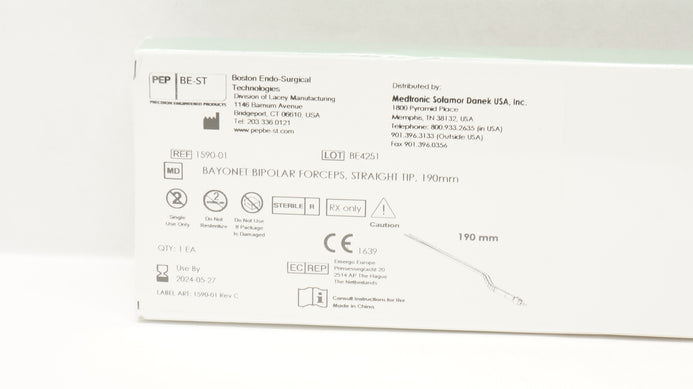 PEP BE-ST
PRECISION ENGINEERED PRODUCTS
Boston Endo-Surgical
Technologies
Division of Lacey Manufacturing
1146 Barnum Avenue
Bridgeport, CT 06610, USA
Tel: 203.336.0121
www.pepbe-st.com
Distributed by:
Medtronic Sofamor Danek USA, Inc.
1800 Pyramid Place
Memphis, TN 38132, USA
Telephone: 800.933.2635 (in USA)
901.396.3133 (Outside USA)
Fax 901.396.0356
REF 1590-01
LOT BE4251
MD BAYONET BIPOLAR FORCEPS, STRAIGHT TIP, 190mm
2
Single
Use Only
2
Do Not
Resterilize
Do Not Use
If Package
Is Damaged
STERILE R
RX only
Caution
QTY: 1 EA
CE 1639
190 mm
Use By
2024-05-27
EC REP
Emergo Europe
Prinsessegracht 20
2514 AP The Hague
The Netherlands
LABEL ART: 1590-01 Rev C
i
Consult Instructions for Use
Made in China